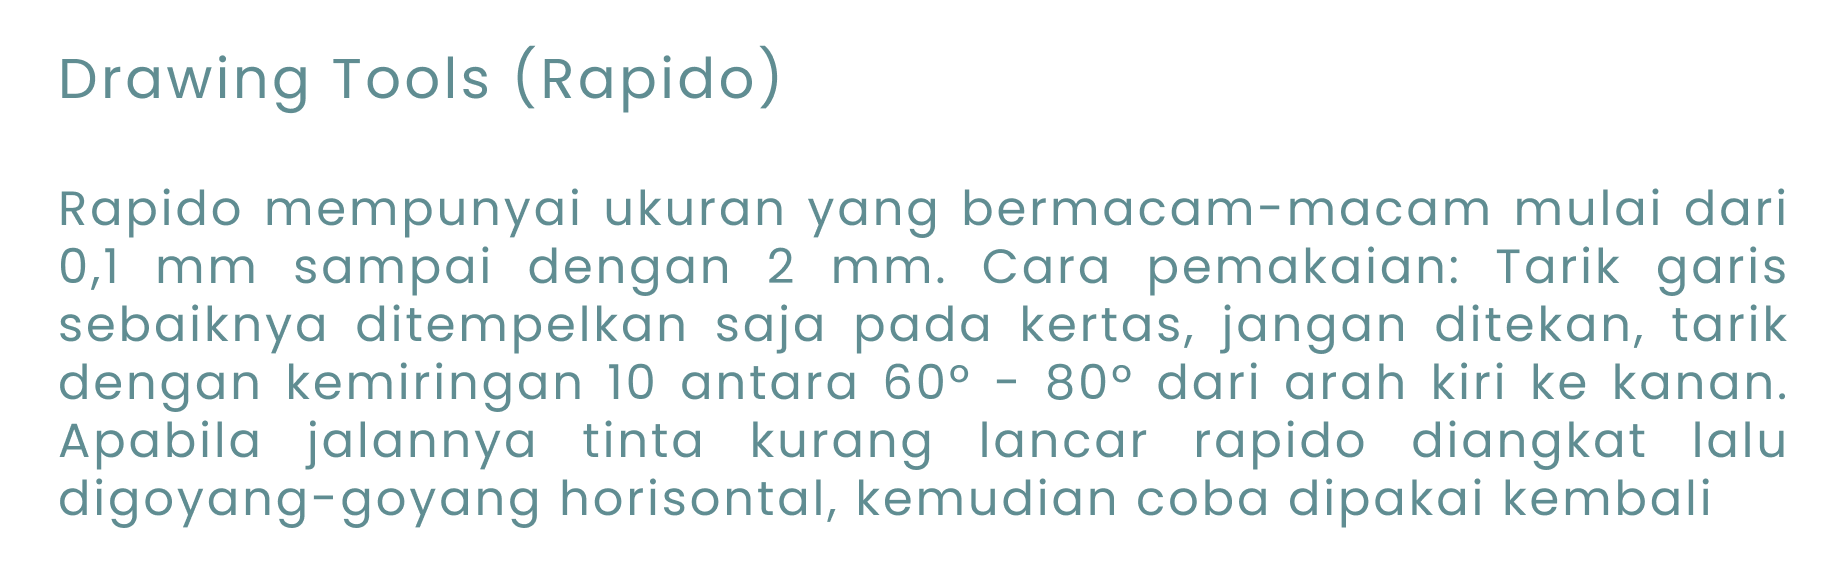 Drawing Tools (Rapido)
Rapido mempunyai ukuran yang bermacam-macam mulai dari
0,1 mm sampai dengan 2 mm. Cara pemakaian: Tarik garis
sebaiknya ditempelkan saja pada kertas, jangan ditekan, tarik
dengan kemiringan 10 antara 60º - 80º dari arah kiri ke kanan.
Apabila jalannya tinta kurang lancar rapido diangkat lalu
digoyang-goyang horisontal, kemudian coba dipakai kembali